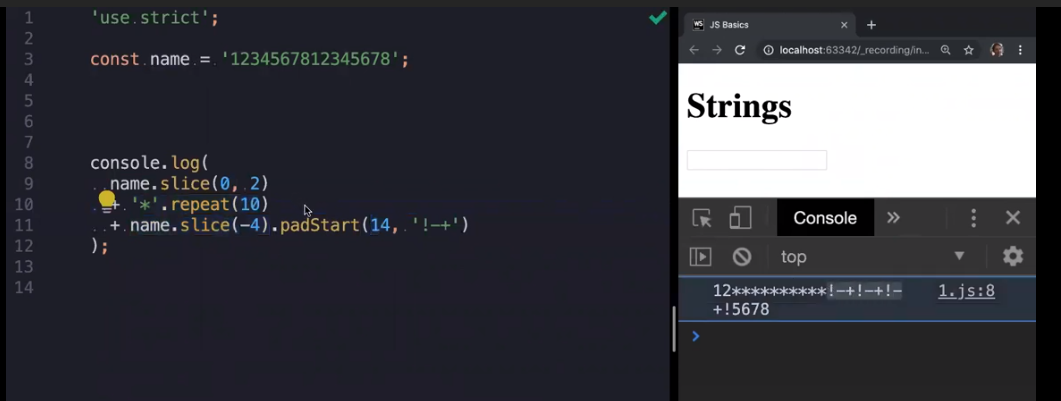 1 'use strict';
2
3 const name = '1234567812345678';
4
5
6
7
8 console.log(
9 name.slice(0, 2)
10 + '*'.repeat(10)
11 + name.slice(-4).padStart(14, '!-+')
12 );
13
14
JS Basics
localhost:63342/_recording/in...
Strings
Console
top
12**********!-+!-+!- 1.js:8
+!5678